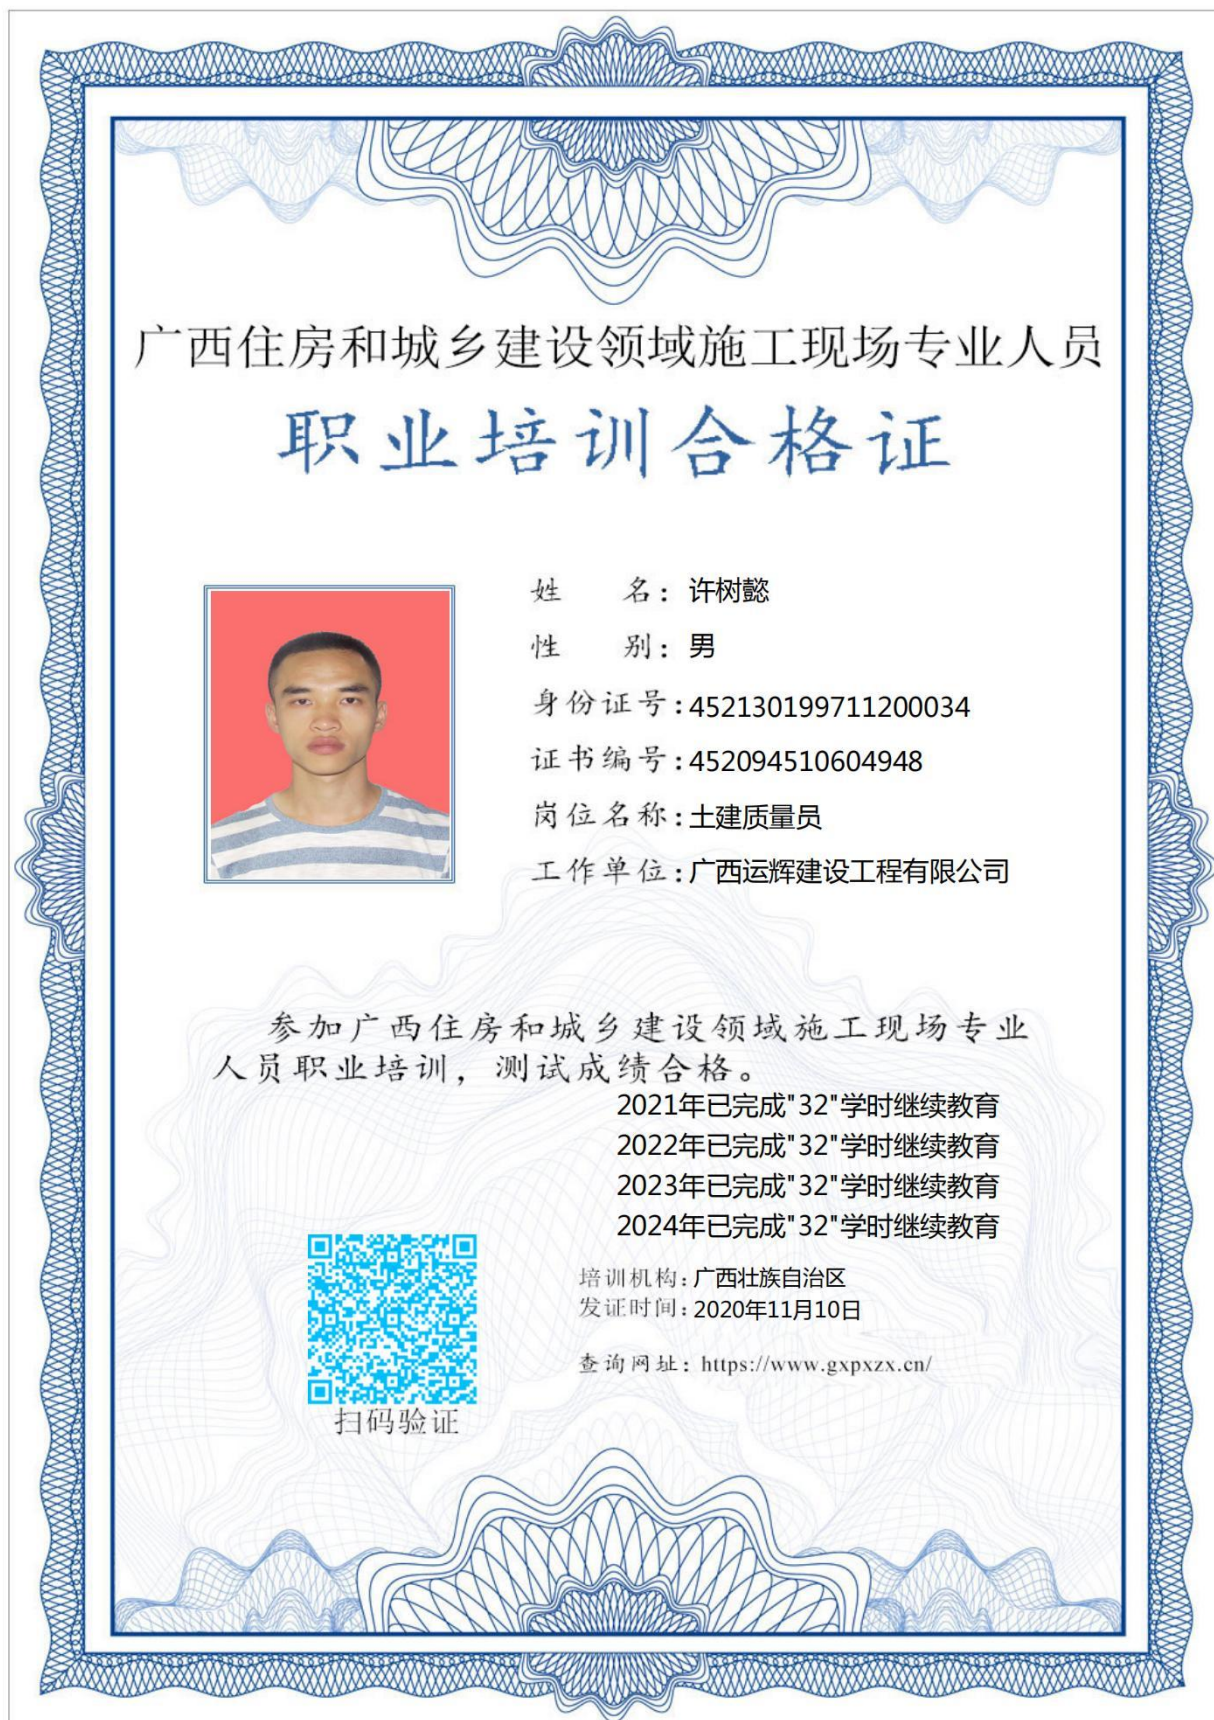 广西住房和城乡建设领域施工现场专业人员
职业培训合格证
姓 名：许树懿
性 别：男
身份证号：452130199711200034
证书编号：452094510604948
岗位名称：土建质量员
工作单位：广西运辉建设工程有限公司
参加广西住房和城乡建设领域施工现场专业
人员职业培训，测试成绩合格。
2021年已完成"32"学时继续教育
2022年已完成"32"学时继续教育
2023年已完成"32"学时继续教育
2024年已完成"32"学时继续教育
培训机构：广西壮族自治区
发证时间：2020年11月10日
查询网址：https://www.gxpxzx.cn/
扫码验证